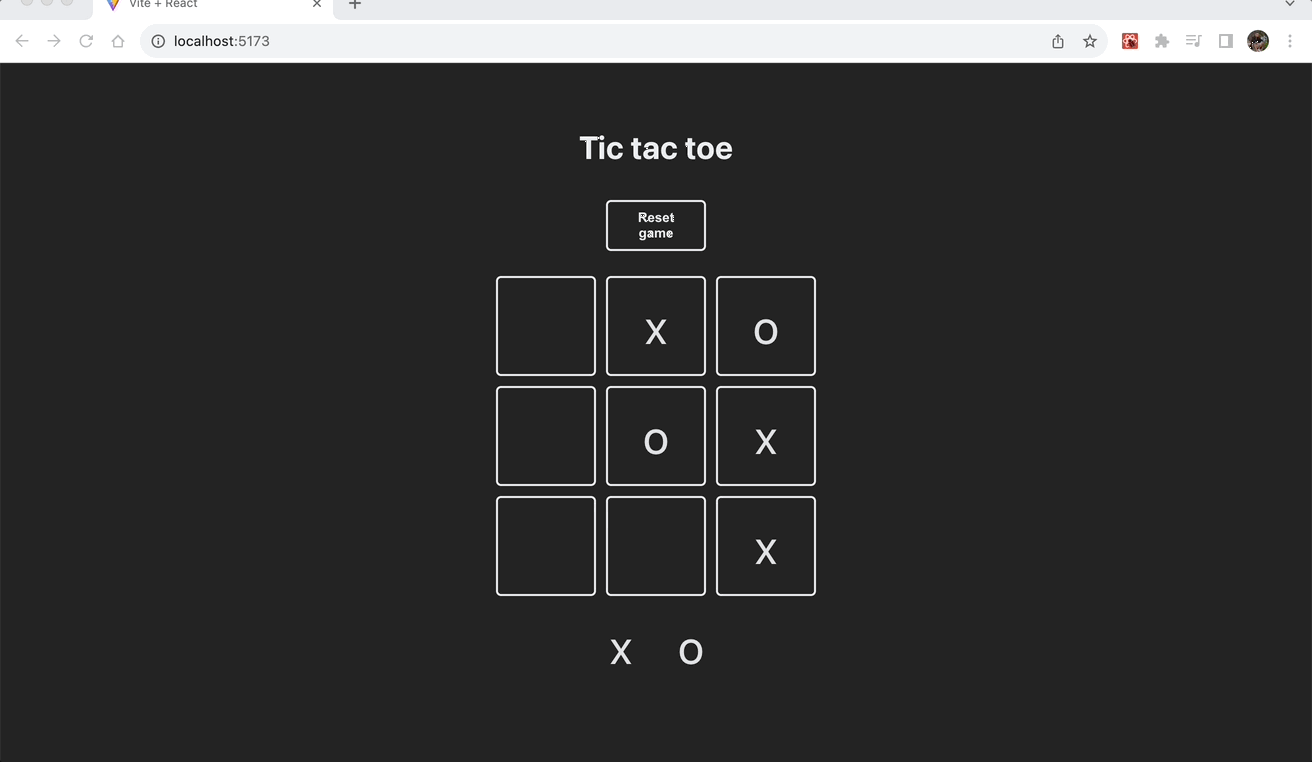 Vite + React
localhost:5173
Tic tac toe
Reset
game
X O
O X
X
X O